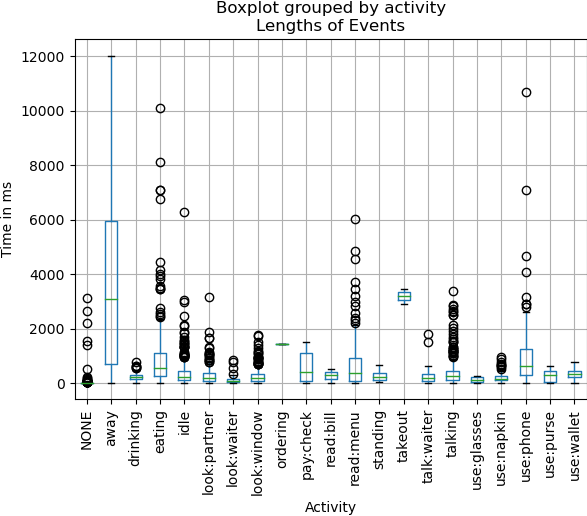 Boxplot grouped by activity
Lengths of Events
Time in ms
12000
10000
8000
6000
4000
2000
0
NONE
away
drinking
eating
idle
look:partner
look:waiter
look:window
ordering
pay:check
read:bill
read:menu
standing
takeout
talk:waiter
talking
use:glasses
use:napkin
use:phone
use:purse
use:wallet
Activity